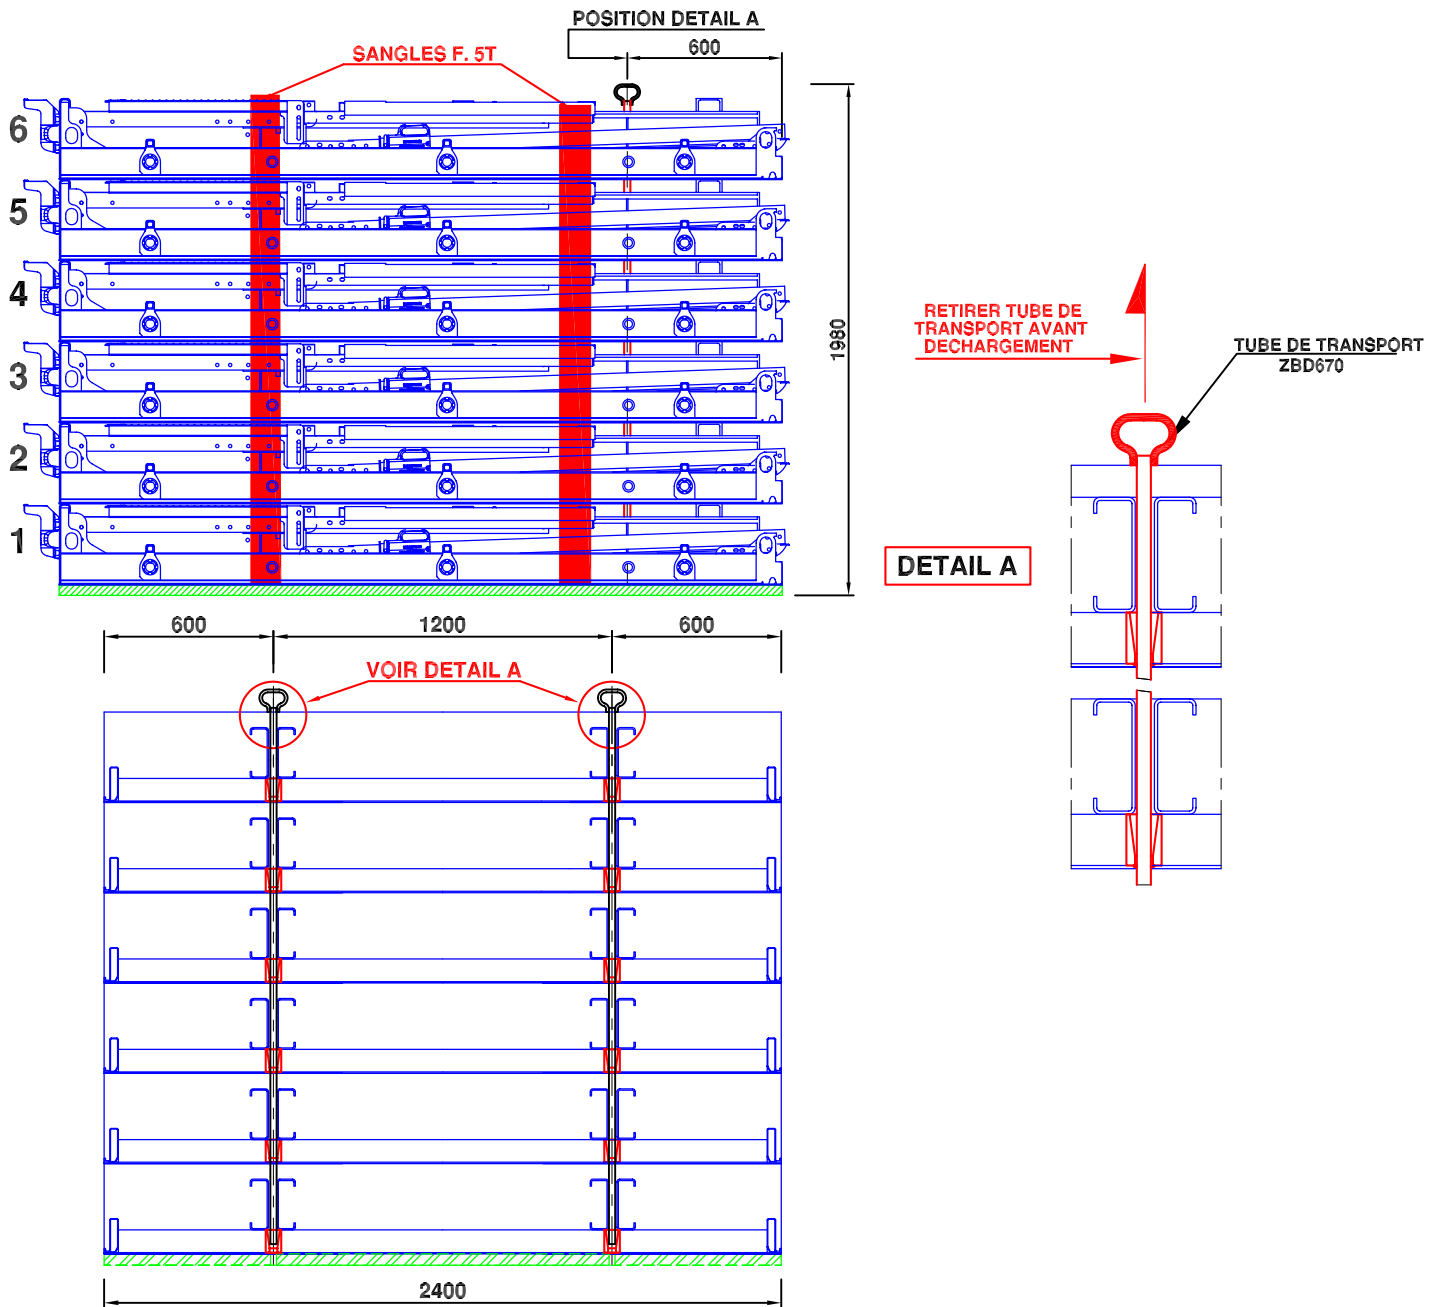 POSITION DETAIL A
600
SANGLES F. 5T
6
5
4
3
2
1
1980
RETIRER TUBE DE
TRANSPORT AVANT
DECHARGEMENT
TUBE DE TRANSPORT
ZBD670
DETAIL A
600
1200
600
VOIR DETAIL A
2400